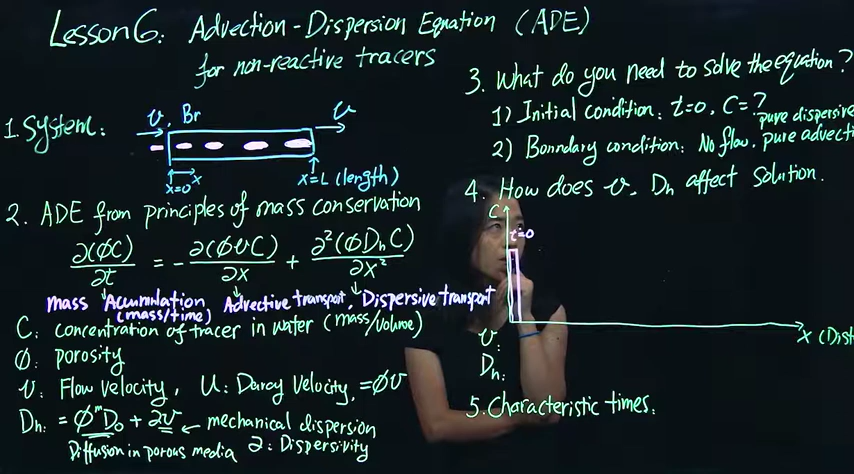 Lesson 6: Advection-Dispersion Equation (ADE)
for non-reactive tracers
1. System:
v, Br
v
x=0
x
x=L (length)
2. ADE from principles of mass conservation
∂(ØC)/∂t = - ∂(ØvC)/∂x + ∂²(ØDhC)/∂x²
mass Accumulation, Advective transport, Dispersive transport
(mass/time)
C: concentration of tracer in water (mass/volume)
Ø: porosity
v: Flow velocity, U: Darcy Velocity, =Øv
Dh: = Ø^m D₀ + ∂v ← mechanical dispersion
Diffusion in porous media ∂: Dispersivity
3. What do you need to solve the equation?
1) Initial condition: t=0, C=?
pure dispersive
2) Boundary condition: No flow, pure advecti
4. How does v, Dh affect solution.
C
t=0
x (Dist
v:
Dh:
5. Characteristic times: